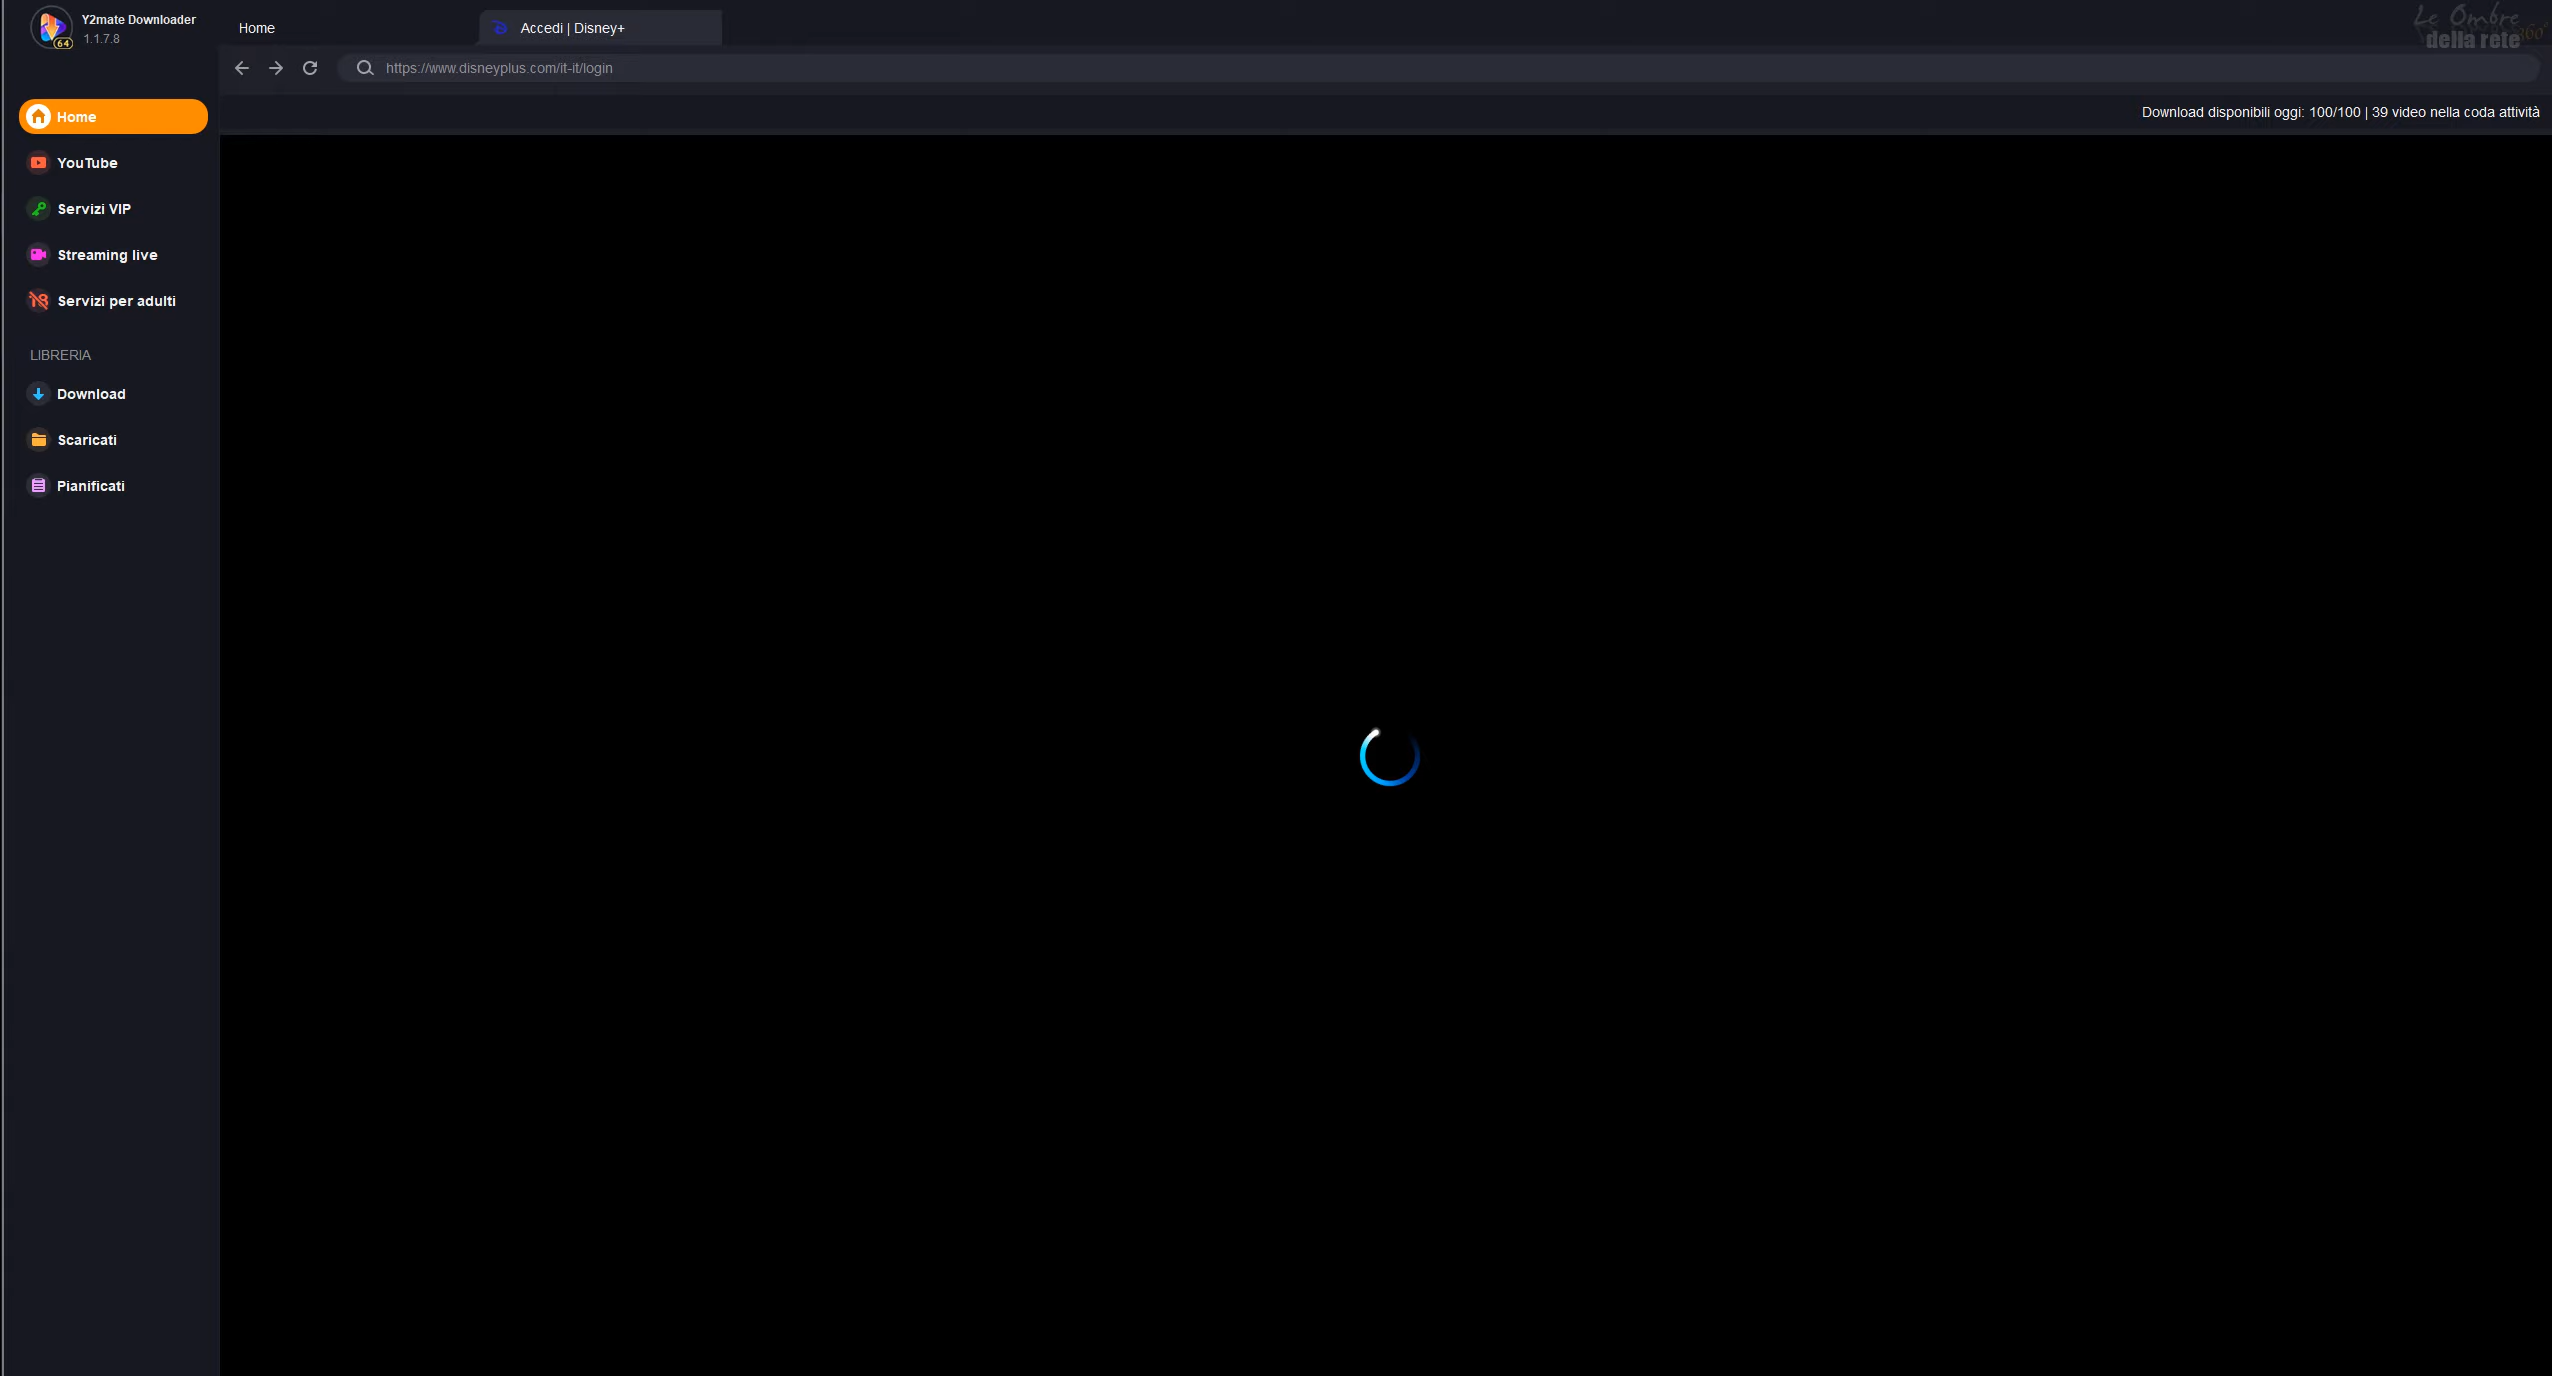 Y2mate Downloader
1.1.7.8
64
Home
Accedi | Disney+
Le Ombre
della rete 360°
https://www.disneyplus.com/it-it/login
Download disponibili oggi: 100/100 | 39 video nella coda attività
Home
YouTube
Servizi VIP
Streaming live
18
Servizi per adulti
LIBRERIA
Download
Scaricati
Pianificati